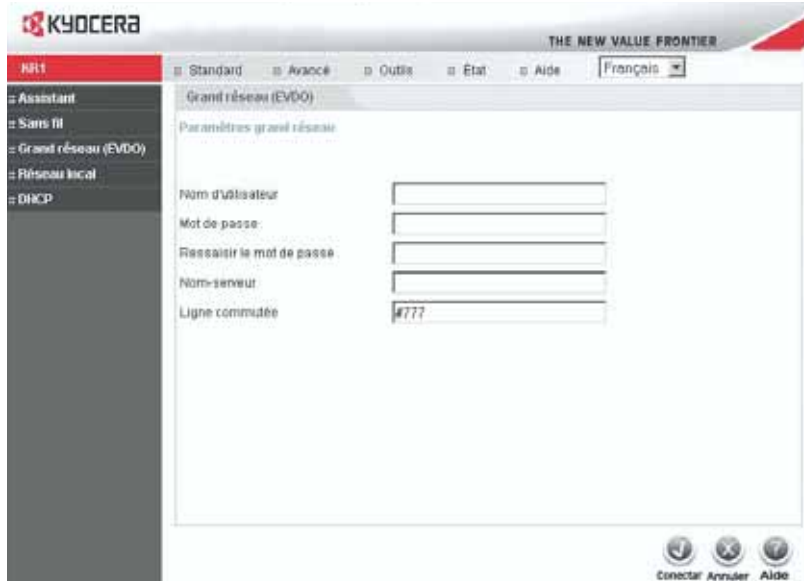 KYOCERA
THE NEW VALUE FRONTIER
KR1
Standard Avancé Outils État Aide Français
:: Assistant
:: Sans fil
:: Grand réseau (EVDO)
:: Réseau local
:: DHCP
Grand réseau (EVDO)
Paramètres grand réseau
Nom d'utilisateur
Mot de passe
Ressaisir le mot de passe
Nom-serveur
Ligne commutée #777
Conectar Annuler Aide